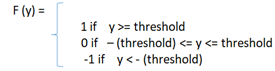 F (y) =
1 if y >= threshold
0 if – (threshold) <= y <= threshold
-1 if y < - (threshold)